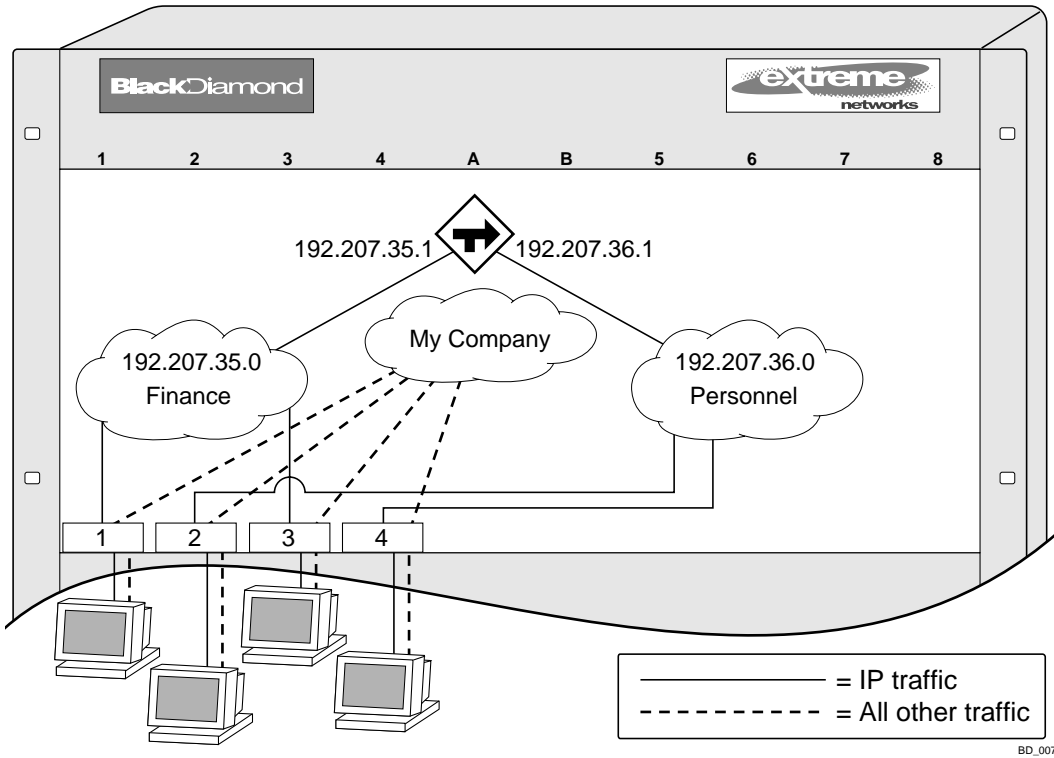 BlackDiamond
extreme
networks
1 2 3 4 A B 5 6 7 8
192.207.35.1 192.207.36.1
My Company
192.207.35.0
Finance
192.207.36.0
Personnel
1 2 3 4
= IP traffic
= All other traffic
BD_007